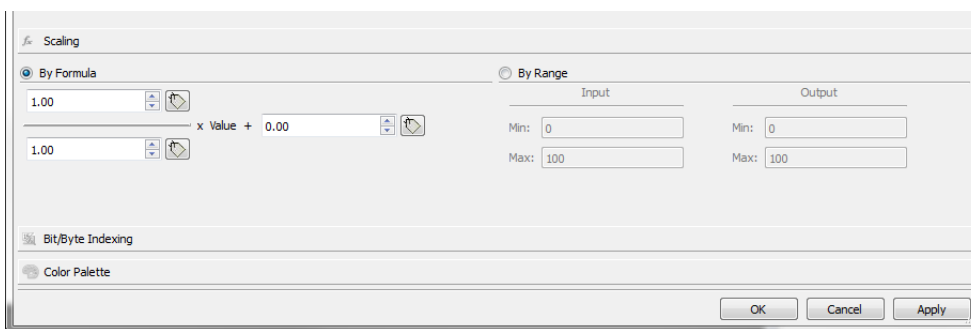 Scaling
By Formula
By Range
1.00
x Value + 0.00
1.00
Input
Output
Min: 0
Min: 0
Max: 100
Max: 100
Bit/Byte Indexing
Color Palette
OK Cancel Apply